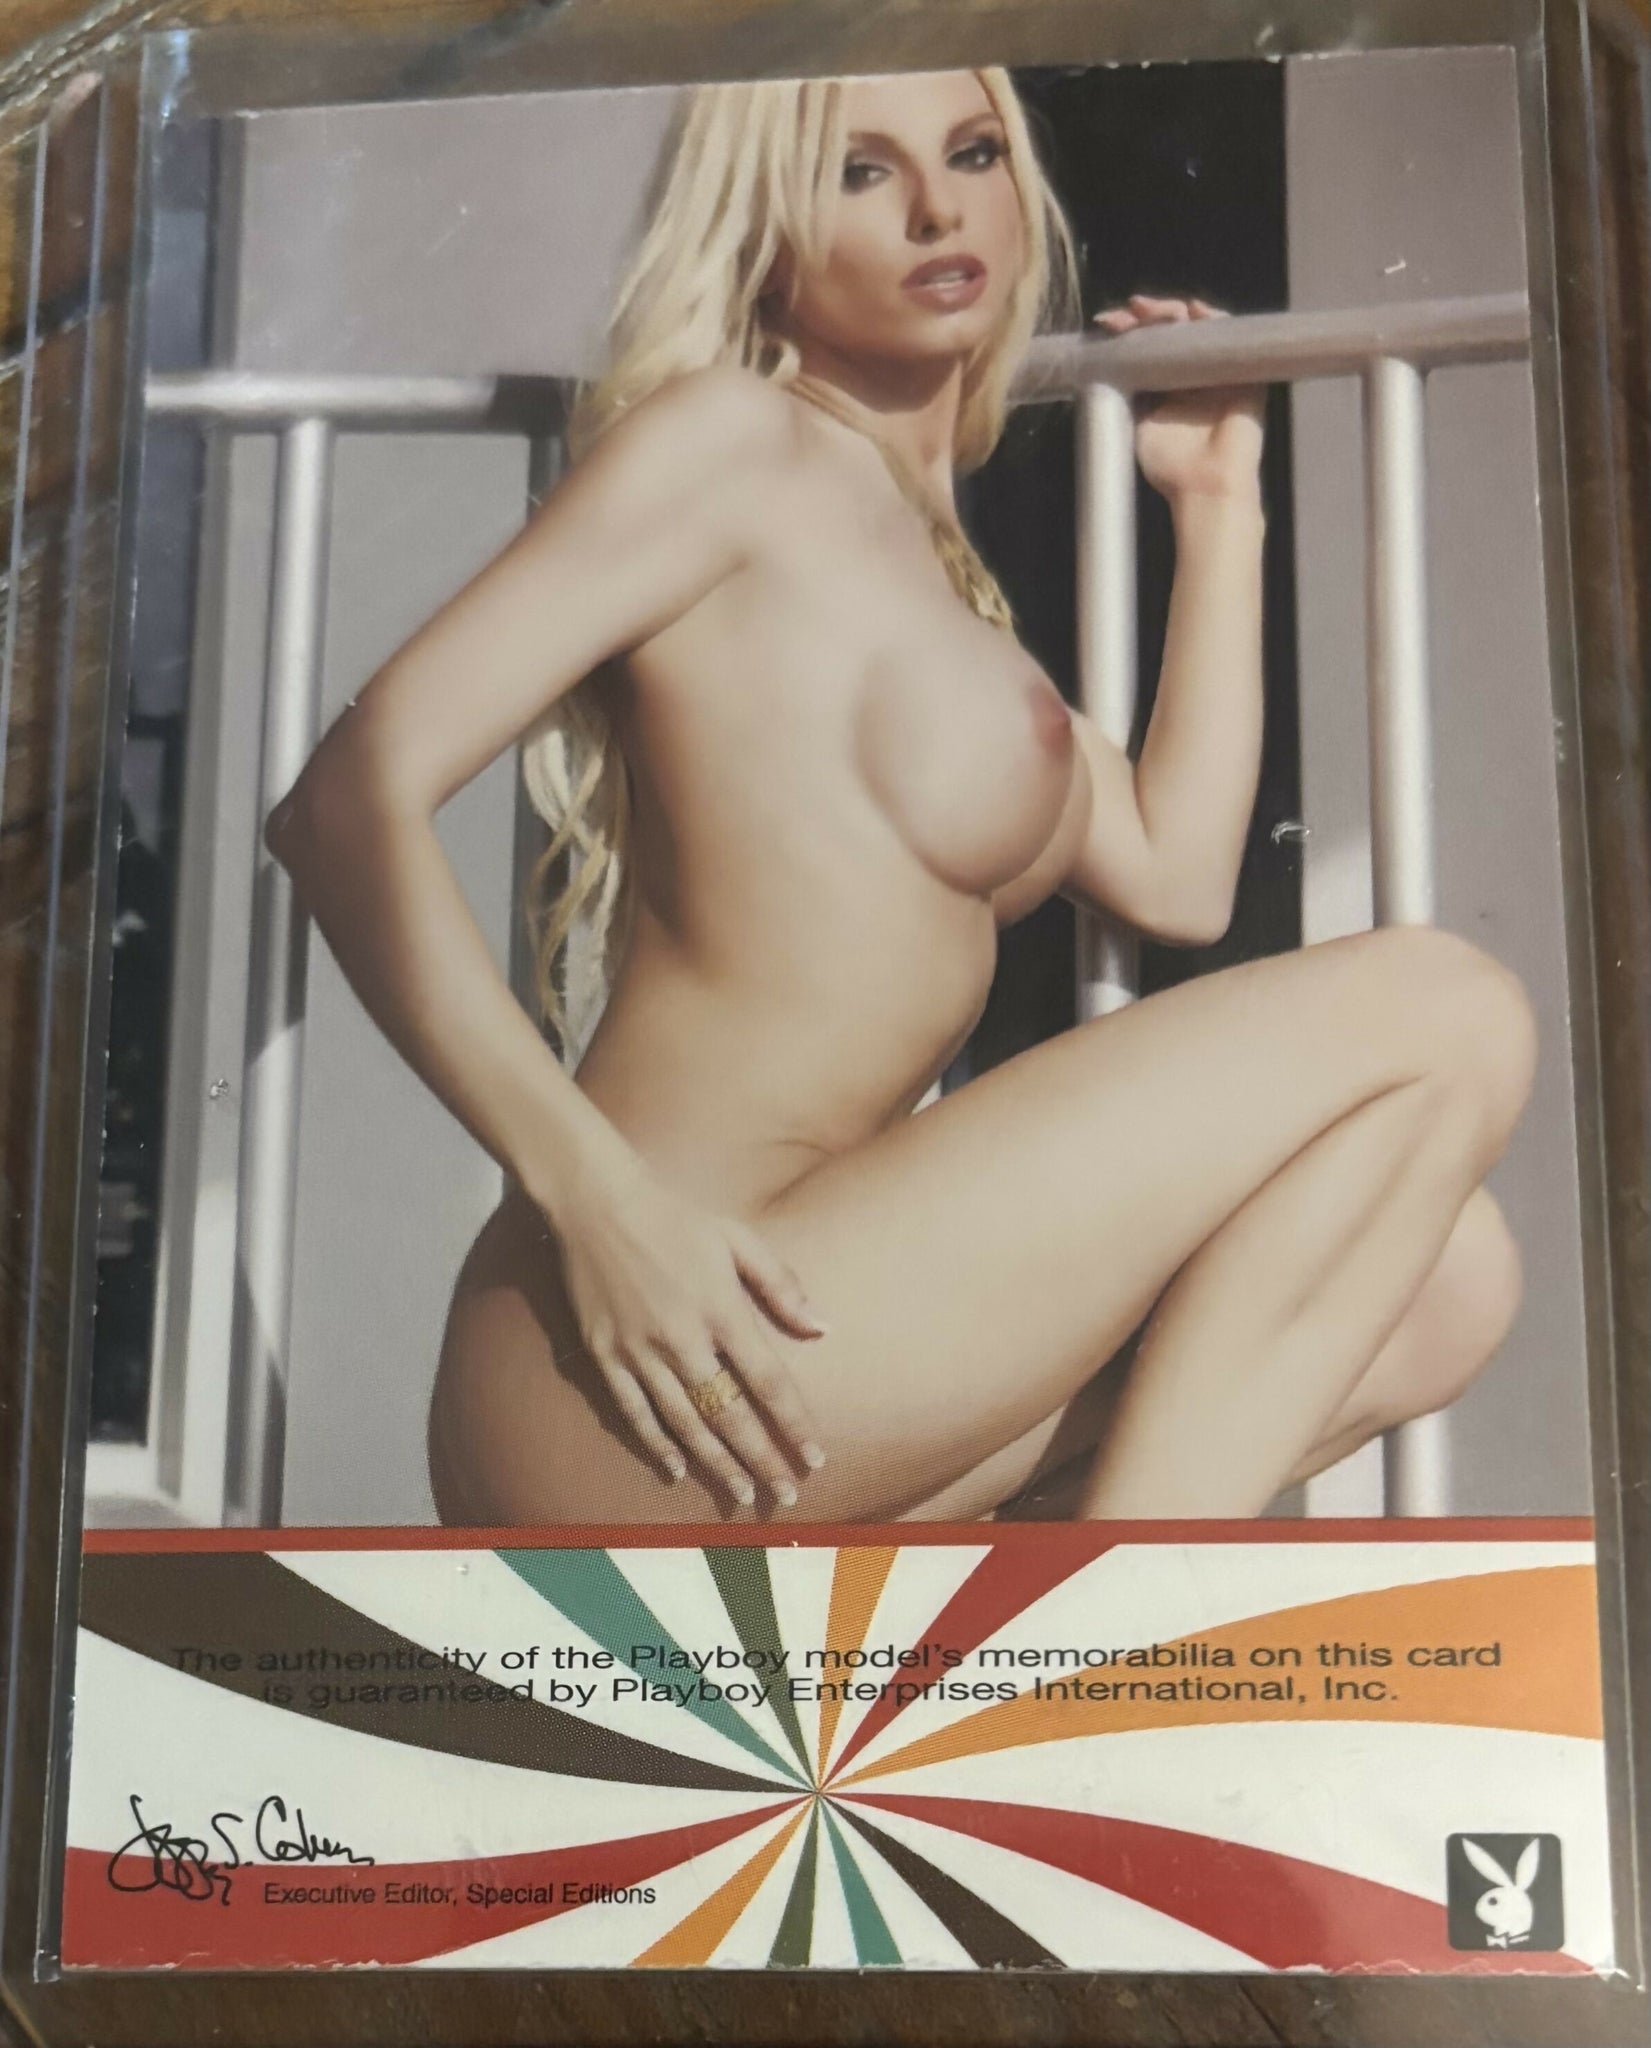 The authenticity of the Playboy model's memorabilia on this card
is guaranteed by Playboy Enterprises International, Inc.
Executive Editor, Special Editions